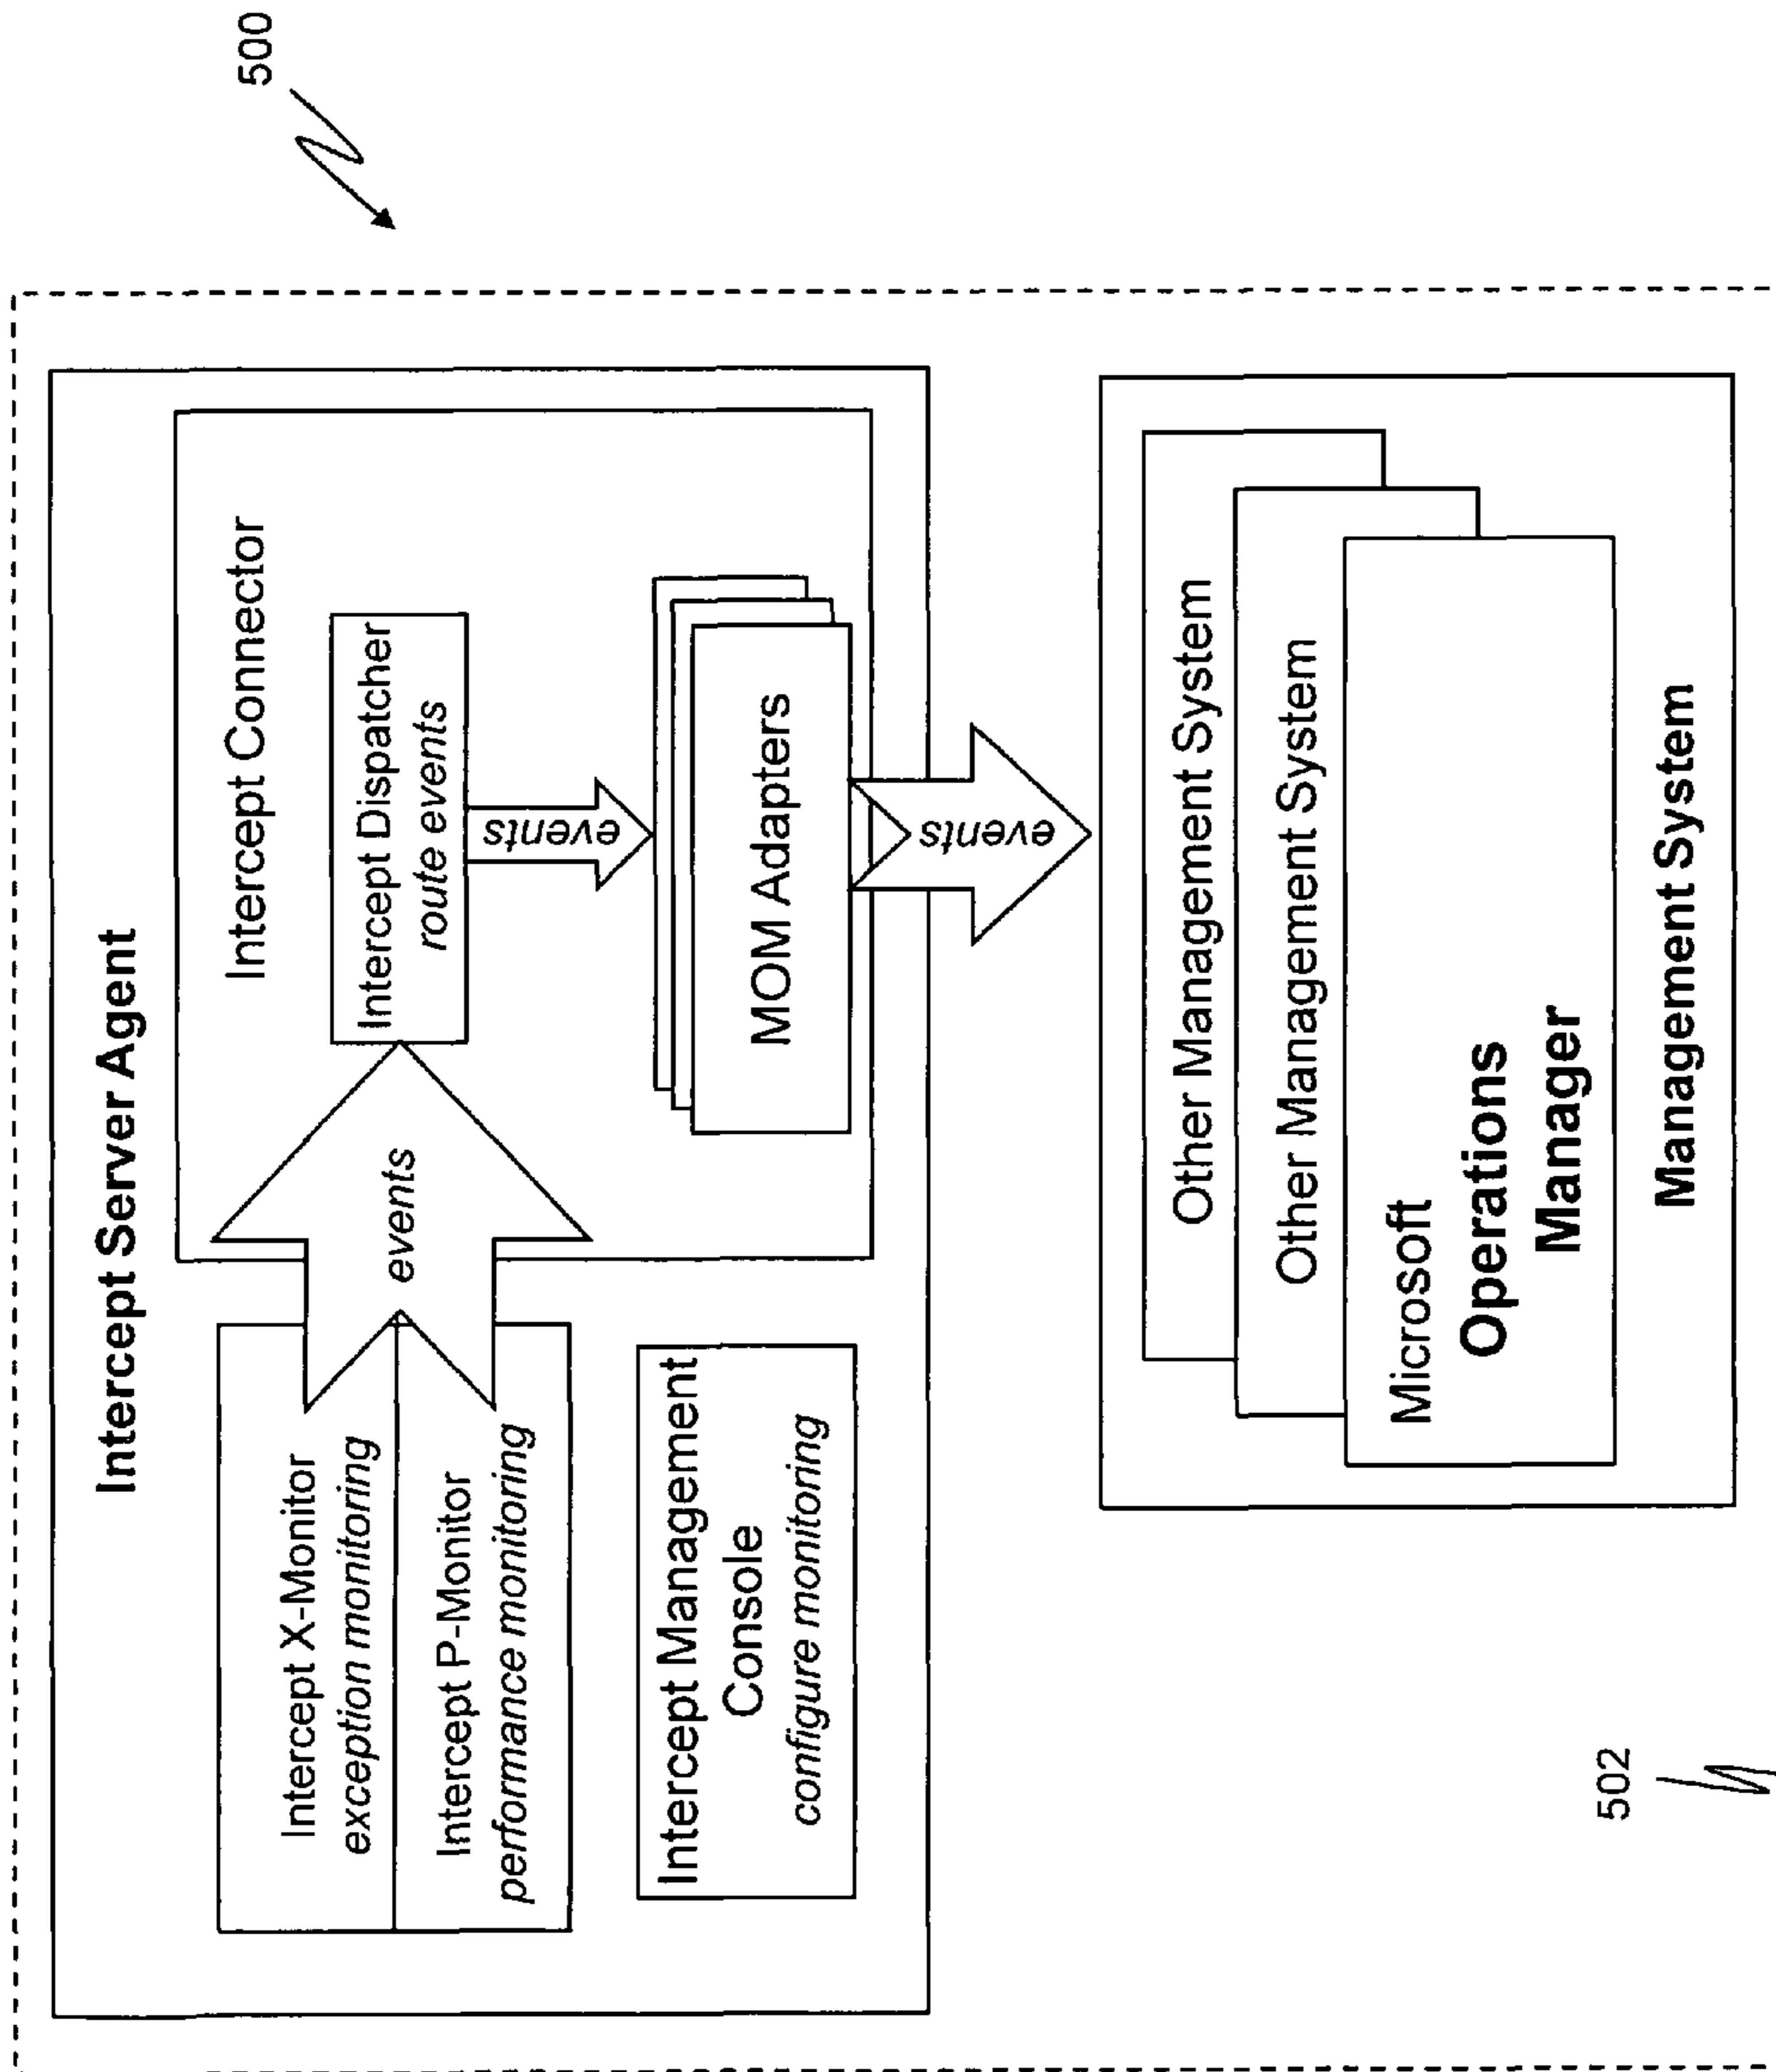 500
Intercept Server Agent
Intercept X-Monitor
exception monitoring
Intercept P-Monitor
performance monitoring
events
Intercept Connector
Intercept Dispatcher
route events
events
MOM Adapters
Intercept Management
Console
configure monitoring
events
Other Management System
Other Management System
Microsoft
Operations
Manager
Management System
502